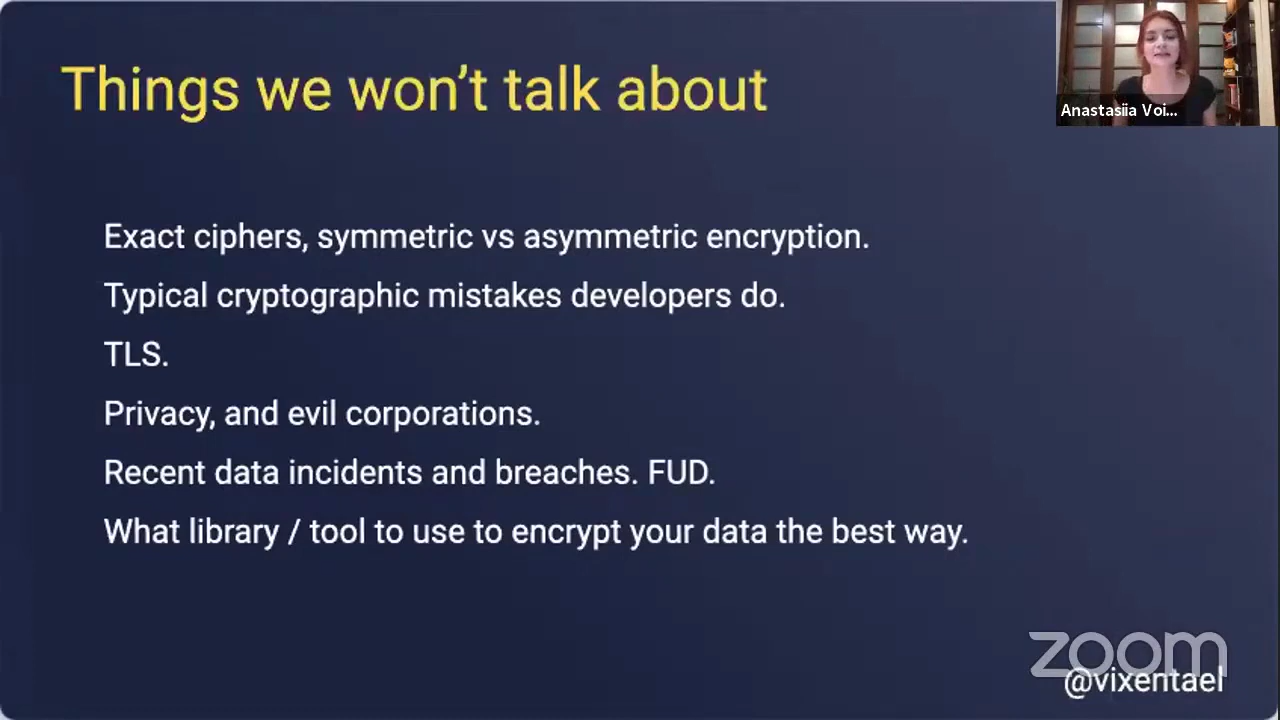 Things we won’t talk about
Anastasiia Voi...
Exact ciphers, symmetric vs asymmetric encryption.
Typical cryptographic mistakes developers do.
TLS.
Privacy, and evil corporations.
Recent data incidents and breaches. FUD.
What library / tool to use to encrypt your data the best way.
zoom
@vixentael